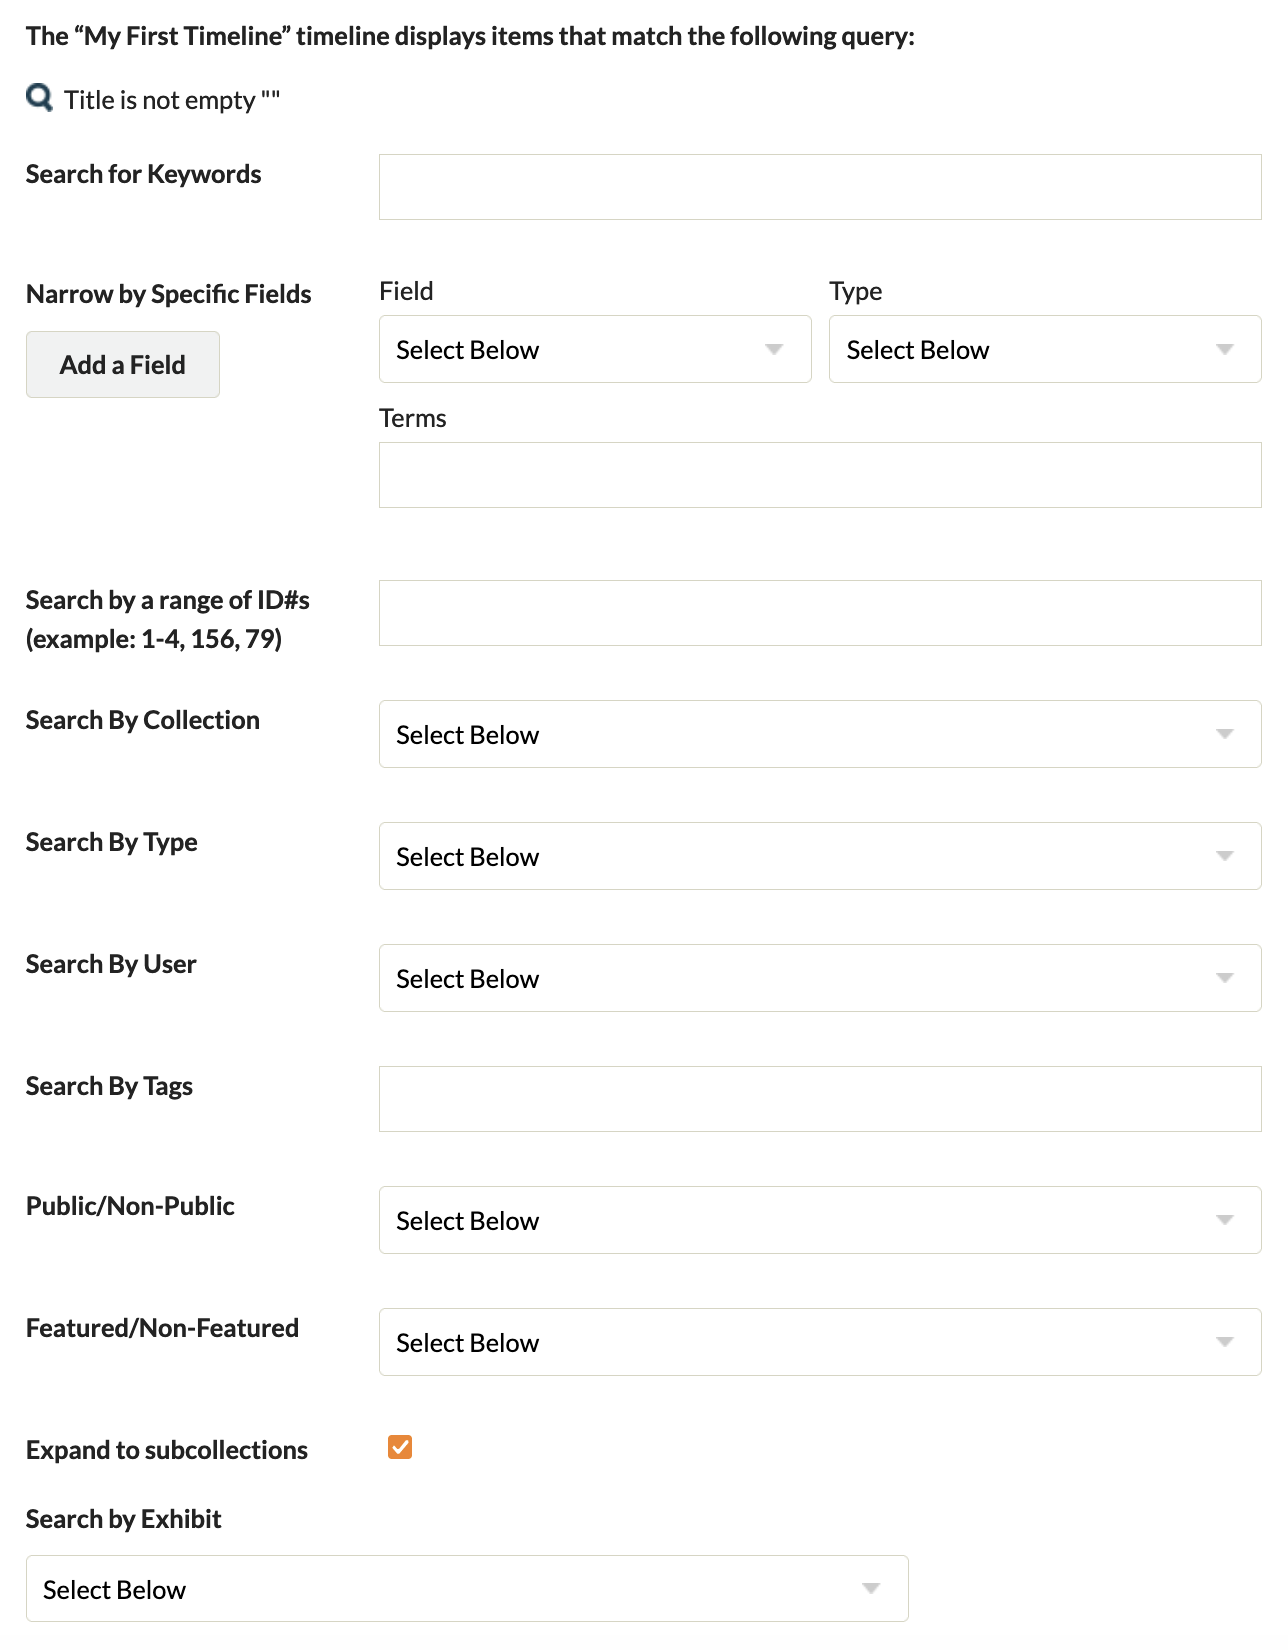 The “My First Timeline” timeline displays items that match the following query:
Title is not empty ""
Search for Keywords
Narrow by Specific Fields
Add a Field
Field
Type
Select Below
Select Below
Terms
Search by a range of ID#s
(example: 1-4, 156, 79)
Search By Collection
Select Below
Search By Type
Select Below
Search By User
Select Below
Search By Tags
Public/Non-Public
Select Below
Featured/Non-Featured
Select Below
Expand to subcollections
Search by Exhibit
Select Below